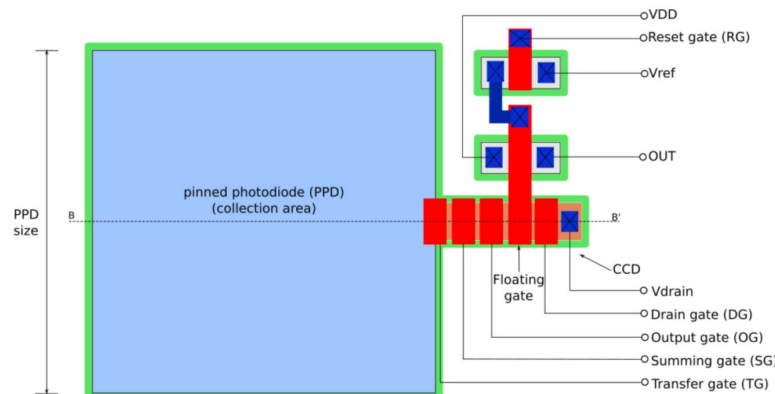 VDD
Reset gate (RG)
Vref
OUT
pinned photodiode (PPD)
(collection area)
PPD
size
B
B'
Floating
gate
CCD
Vdrain
Drain gate (DG)
Output gate (OG)
Summing gate (SG)
Transfer gate (TG)